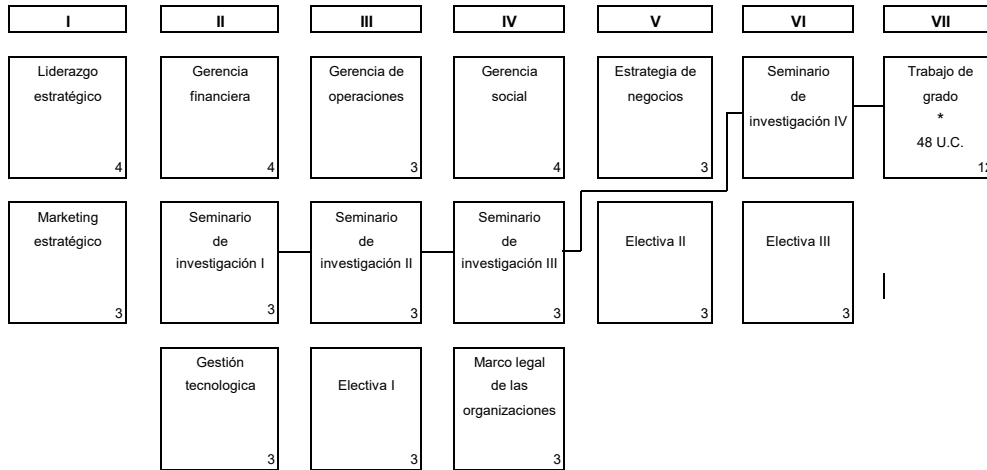 I II III IV V VI VII
Liderazgo
estratégico
4
Gerencia
financiera
4
Gerencia de
operaciones
3
Gerencia
social
4
Estrategia de
negocios
3
Seminario
de
investigación IV
Trabajo de
grado
*
48 U.C.
12
Marketing
estratégico
3
Seminario
de
investigación I
3
Seminario
de
investigación II
3
Seminario
de
investigación III
3
Electiva II
3
Electiva III
3
Gestión
tecnologica
3
Electiva I
3
Marco legal
de las
organizaciones
3